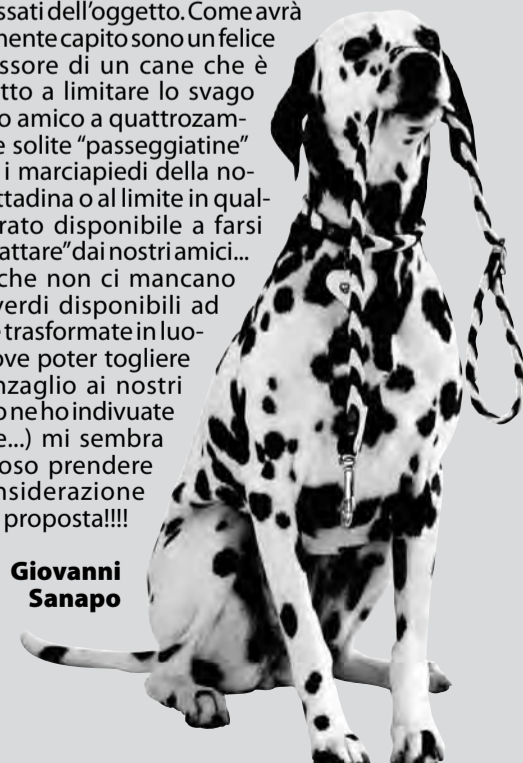 ssati dell'oggetto. Come avrà
mente capito sono un felice
ssore di un cane che è
tto a limitare lo svago
o amico a quattrozam-
e solite "passeggiatine"
i marciapiedi della no-
ttadina o al limite in qual-
rato disponibile a farsi
attare" dai nostri amici...
che non ci mancano
verdi disponibili ad
e trasformate in luo-
ove poter togliere
nzaglio ai nostri
o ne ho indivuate
e...) mi sembra
oso prendere
nsiderazione
proposta!!!!
Giovanni
Sanapo